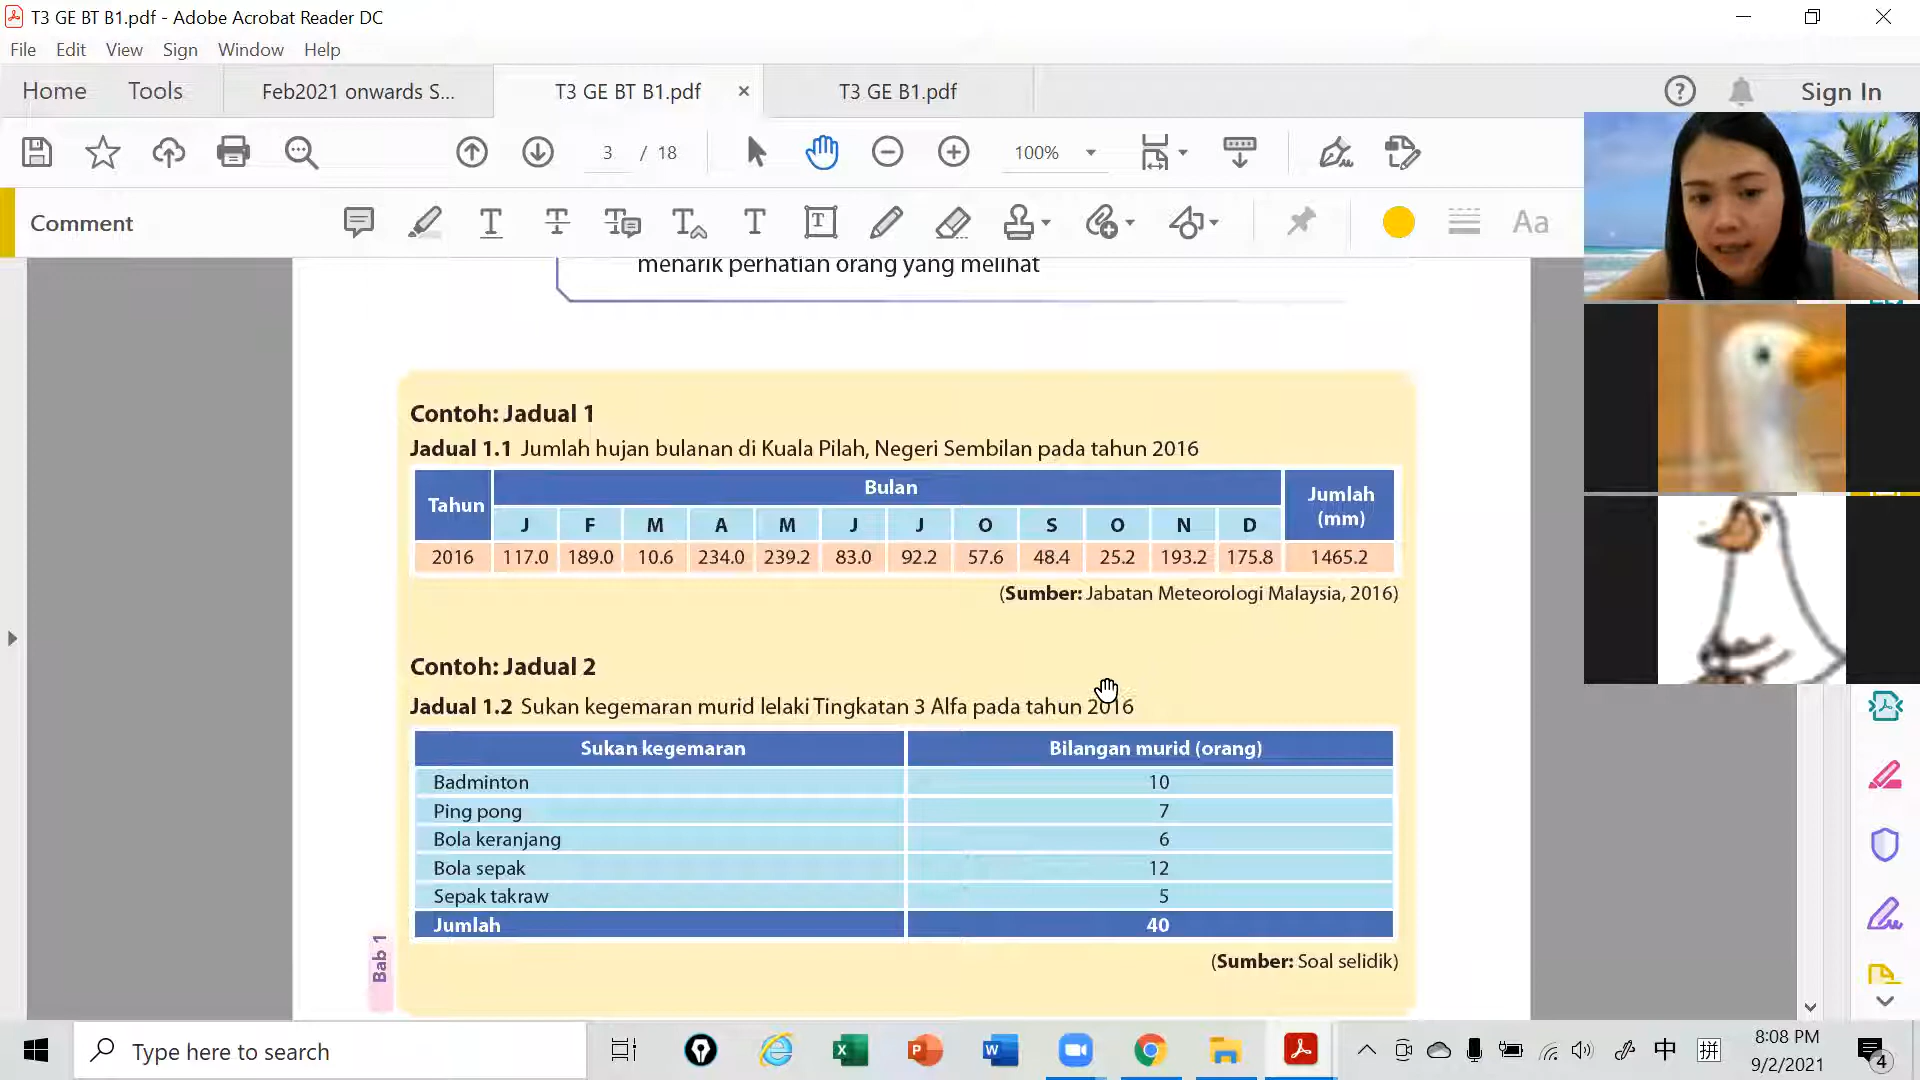 T3 GE BT B1.pdf - Adobe Acrobat Reader DC
File Edit View Sign Window Help
Home Tools Feb2021 onwards S... T3 GE BT B1.pdf × T3 GE B1.pdf Sign In
3 / 18 100%
Comment
Aa
menarik perhatian orang yang melihat
Contoh: Jadual 1
Jadual 1.1 Jumlah hujan bulanan di Kuala Pilah, Negeri Sembilan pada tahun 2016
Tahun Bulan Jumlah (mm)
J F M A M J J O S O N D
2016 117.0 189.0 10.6 234.0 239.2 83.0 92.2 57.6 48.4 25.2 193.2 175.8 1465.2
(Sumber: Jabatan Meteorologi Malaysia, 2016)
Contoh: Jadual 2
Jadual 1.2 Sukan kegemaran murid lelaki Tingkatan 3 Alfa pada tahun 2016
Sukan kegemaran Bilangan murid (orang)
Badminton 10
Ping pong 7
Bola keranjang 6
Bola sepak 12
Sepak takraw 5
Jumlah 40
(Sumber: Soal selidik)
Bab 1
Type here to search
中 拼 8:08 PM
9/2/2021
4